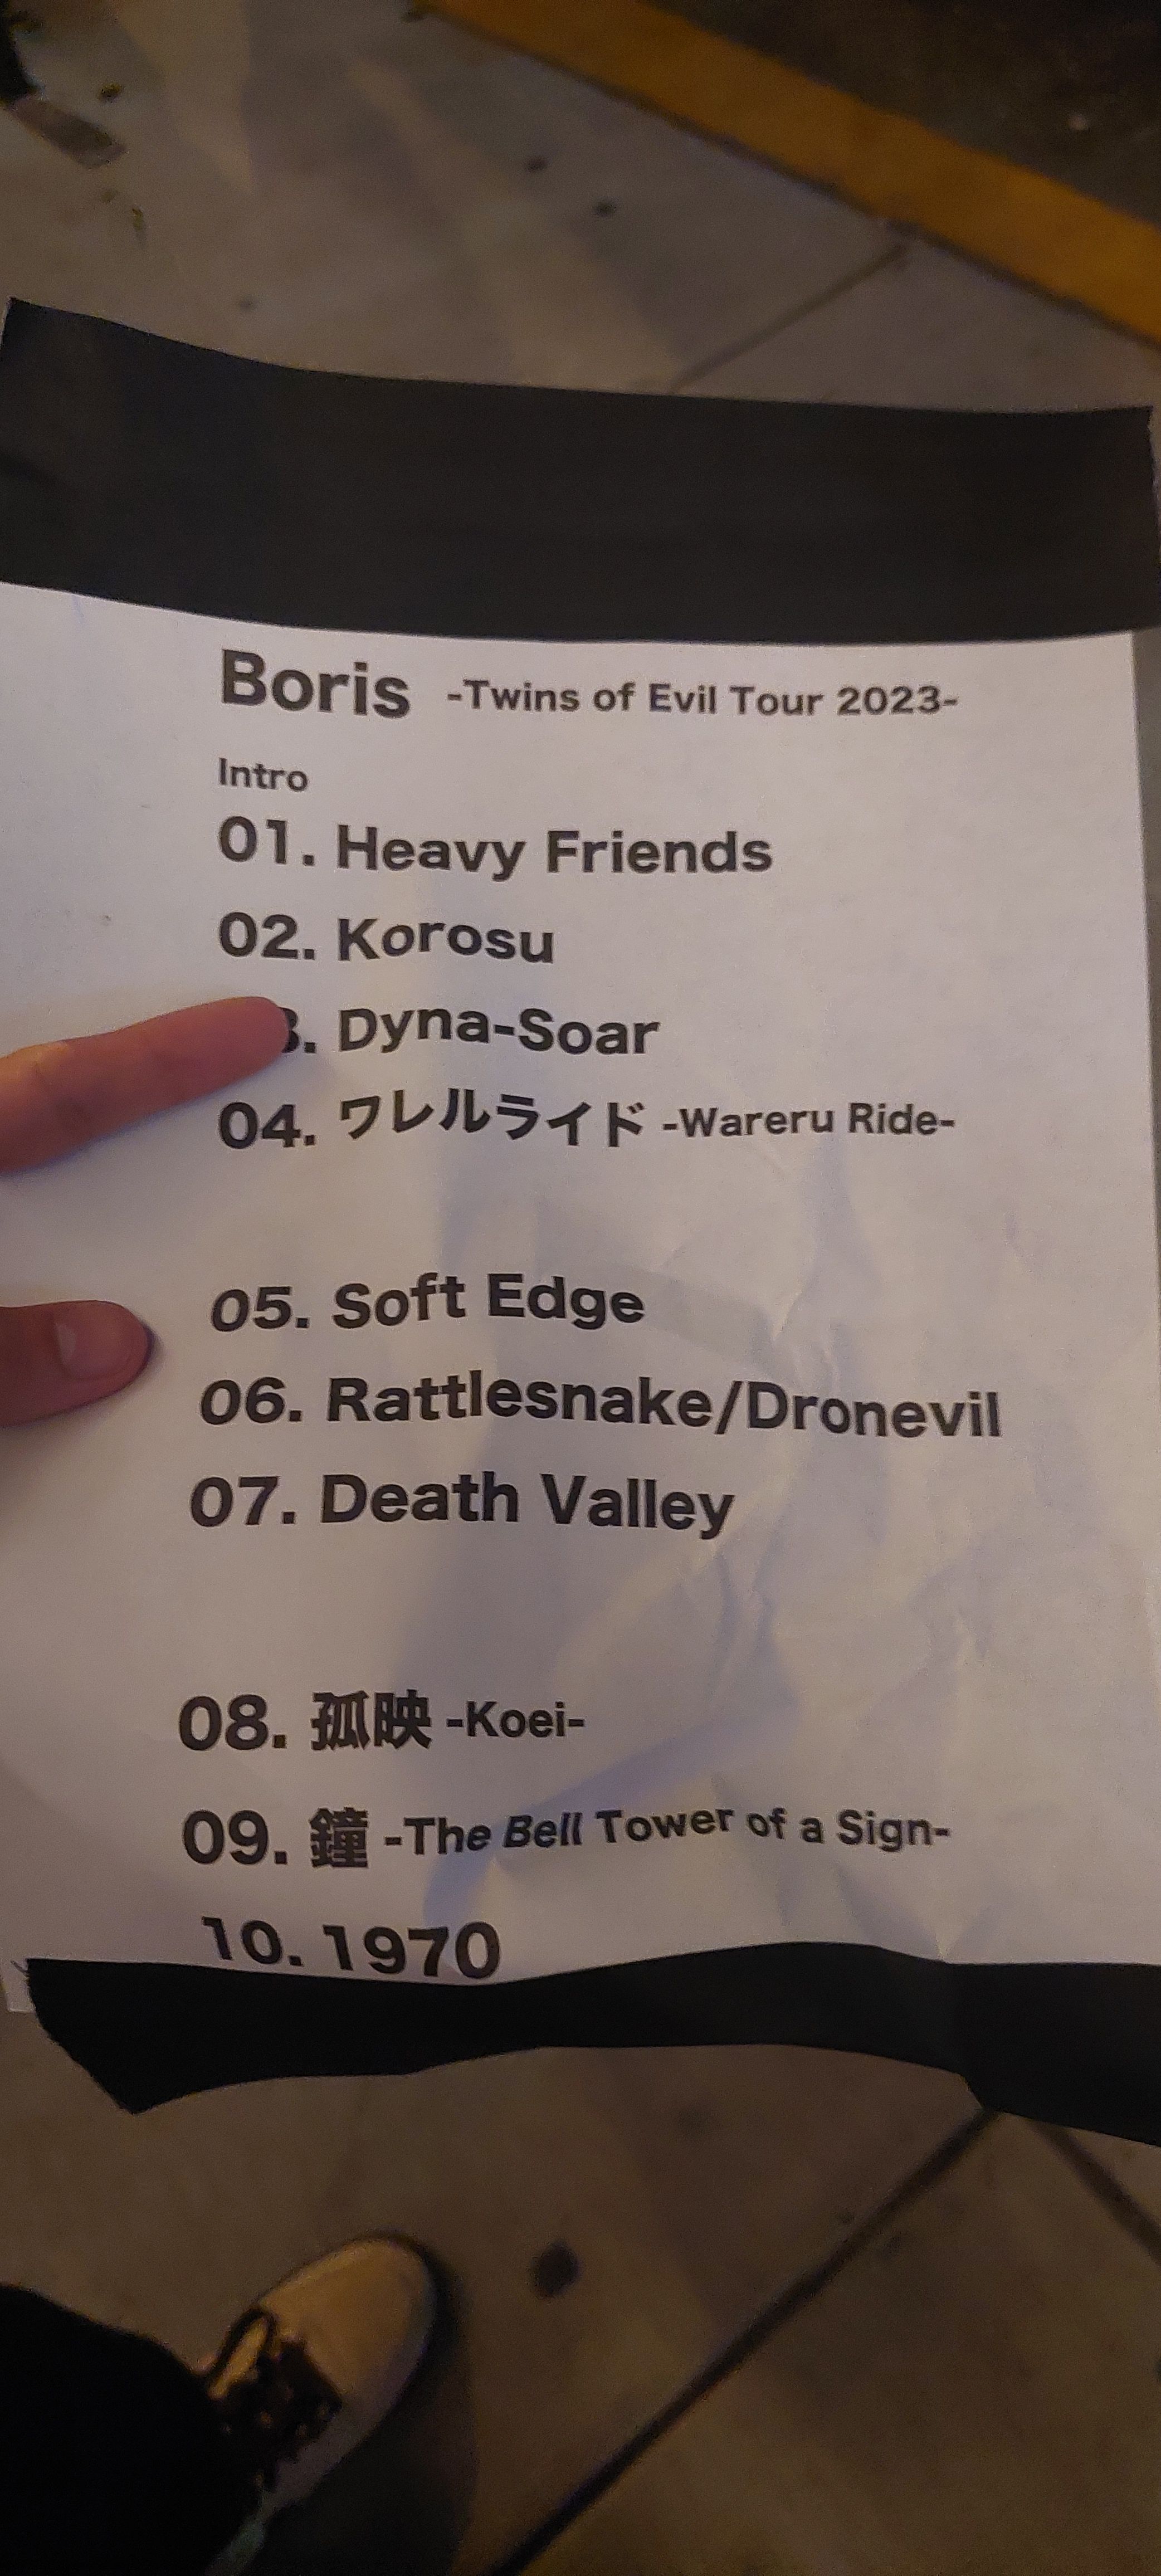 Boris -Twins of Evil Tour 2023-
Intro
01. Heavy Friends
02. Korosu
3. Dyna-Soar
04. ワレルライド -Wareru Ride-
05. Soft Edge
06. Rattlesnake/Dronevil
07. Death Valley
08. 孤映 -Koei-
09. 鐘 -The Bell Tower of a Sign-
10. 1970